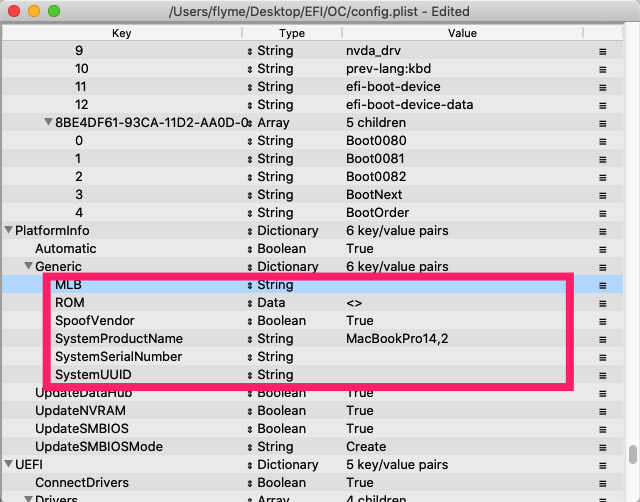 /Users/flyme/Desktop/EFI/OC/config.plist - Edited
Key Type Value
9 String nvda_drv
10 String prev-lang:kbd
11 String efi-boot-device
12 String efi-boot-device-data
8BE4DF61-93CA-11D2-AA0D-0 Array 5 children
0 String Boot0080
1 String Boot0081
2 String Boot0082
3 String BootNext
4 String BootOrder
PlatformInfo Dictionary 6 key/value pairs
Automatic Boolean True
Generic Dictionary 6 key/value pairs
MLB String
ROM Data <>
SpoofVendor Boolean True
SystemProductName String MacBookPro14,2
SystemSerialNumber String
SystemUUID String
UpdateDataHub Boolean True
UpdateNVRAM Boolean True
UpdateSMBIOS Boolean True
UpdateSMBIOSMode String Create
UEFI Dictionary 5 key/value pairs
ConnectDrivers Boolean True
Drivers Array 4 children